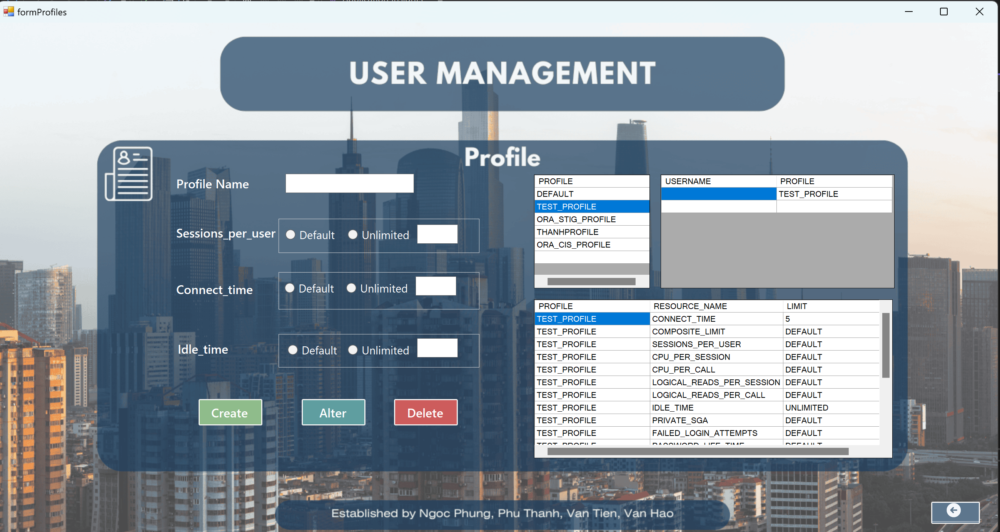 formProfiles
USER MANAGEMENT
Profile
Profile Name
Sessions_per_user
Default
Unlimited
Connect_time
Default
Unlimited
Idle_time
Default
Unlimited
Create
Alter
Delete
PROFILE
DEFAULT
TEST_PROFILE
ORA_STIG_PROFILE
THANHPROFILE
ORA_CIS_PROFILE
USERNAME PROFILE
TEST_PROFILE
PROFILE RESOURCE_NAME LIMIT
TEST_PROFILE CONNECT_TIME 5
TEST_PROFILE COMPOSITE_LIMIT DEFAULT
TEST_PROFILE SESSIONS_PER_USER DEFAULT
TEST_PROFILE CPU_PER_SESSION DEFAULT
TEST_PROFILE CPU_PER_CALL DEFAULT
TEST_PROFILE LOGICAL_READS_PER_SESSION DEFAULT
TEST_PROFILE LOGICAL_READS_PER_CALL DEFAULT
TEST_PROFILE IDLE_TIME UNLIMITED
TEST_PROFILE PRIVATE_SGA DEFAULT
TEST_PROFILE FAILED_LOGIN_ATTEMPTS DEFAULT
TEST_PROFILE PASSWORD_LIFE_TIME DEFAULT
Established by Ngoc Phung, Phu Thanh, Van Tien, Van Hao